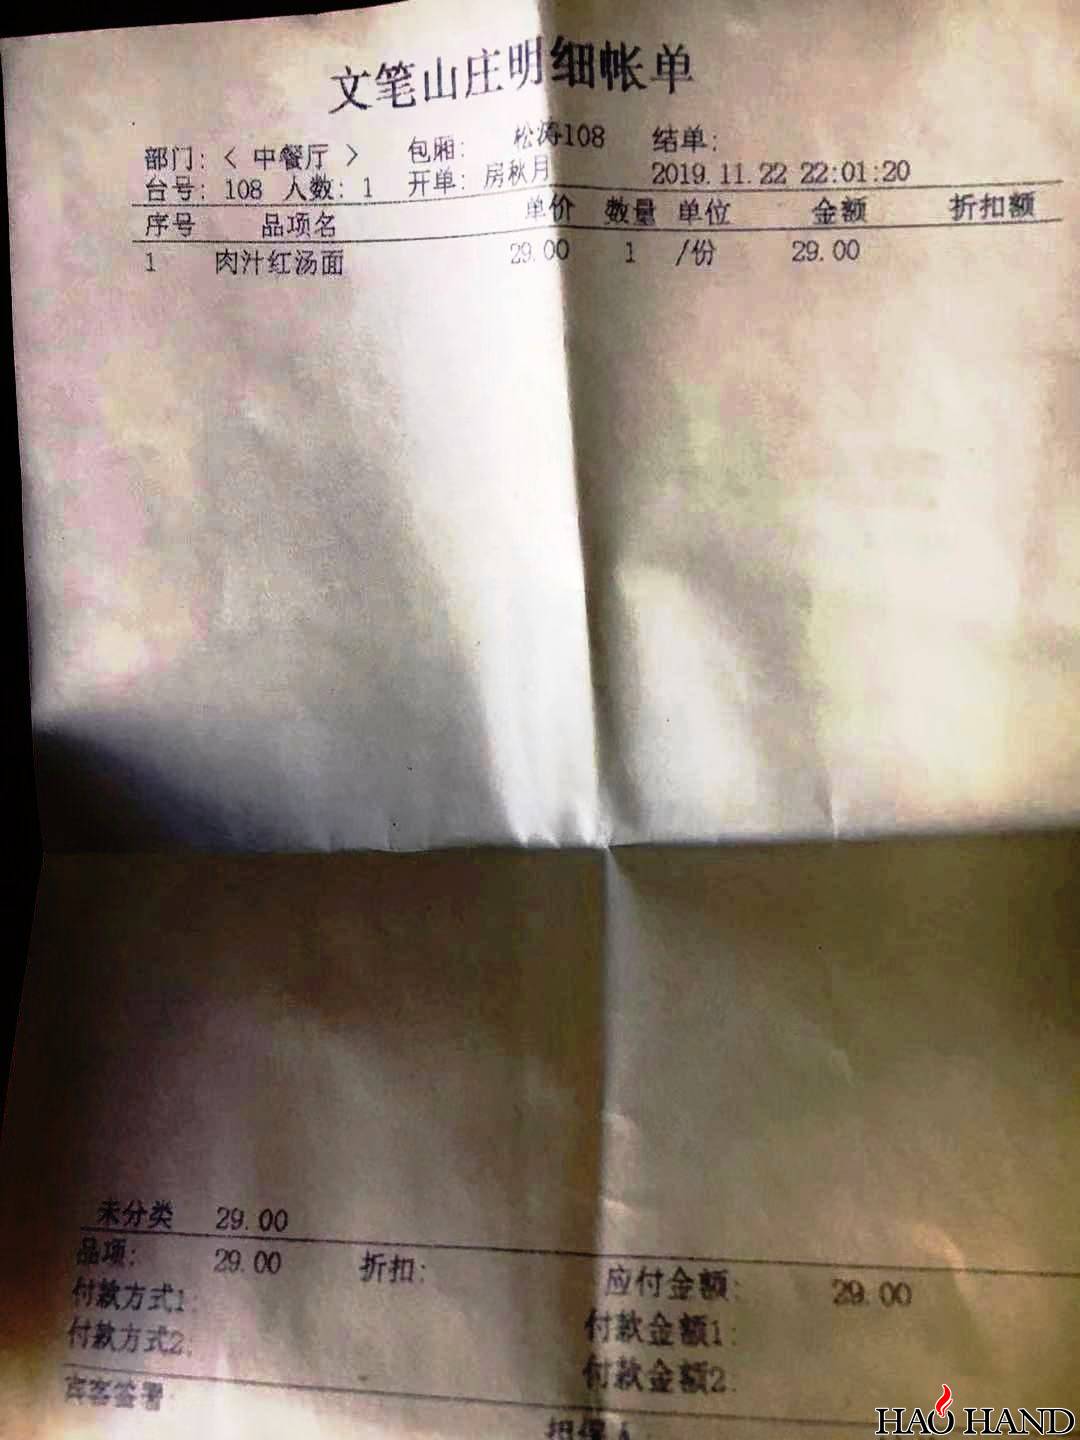 文笔山庄明细帐单
部门: < 中餐厅 > 包厢: 松涛108 结单:
台号: 108 人数: 1 开单: 房秋月 2019.11.22 22:01:20
序号 品项名 单价 数量 单位 金额 折扣额
1 肉汁红汤面 29.00 1 /份 29.00
未分类 29.00
品项: 29.00 折扣: 应付金额: 29.00
付款方式1: 付款金额1:
付款方式2: 付款金额2:
宾客签署:
担保人
HAO HAND